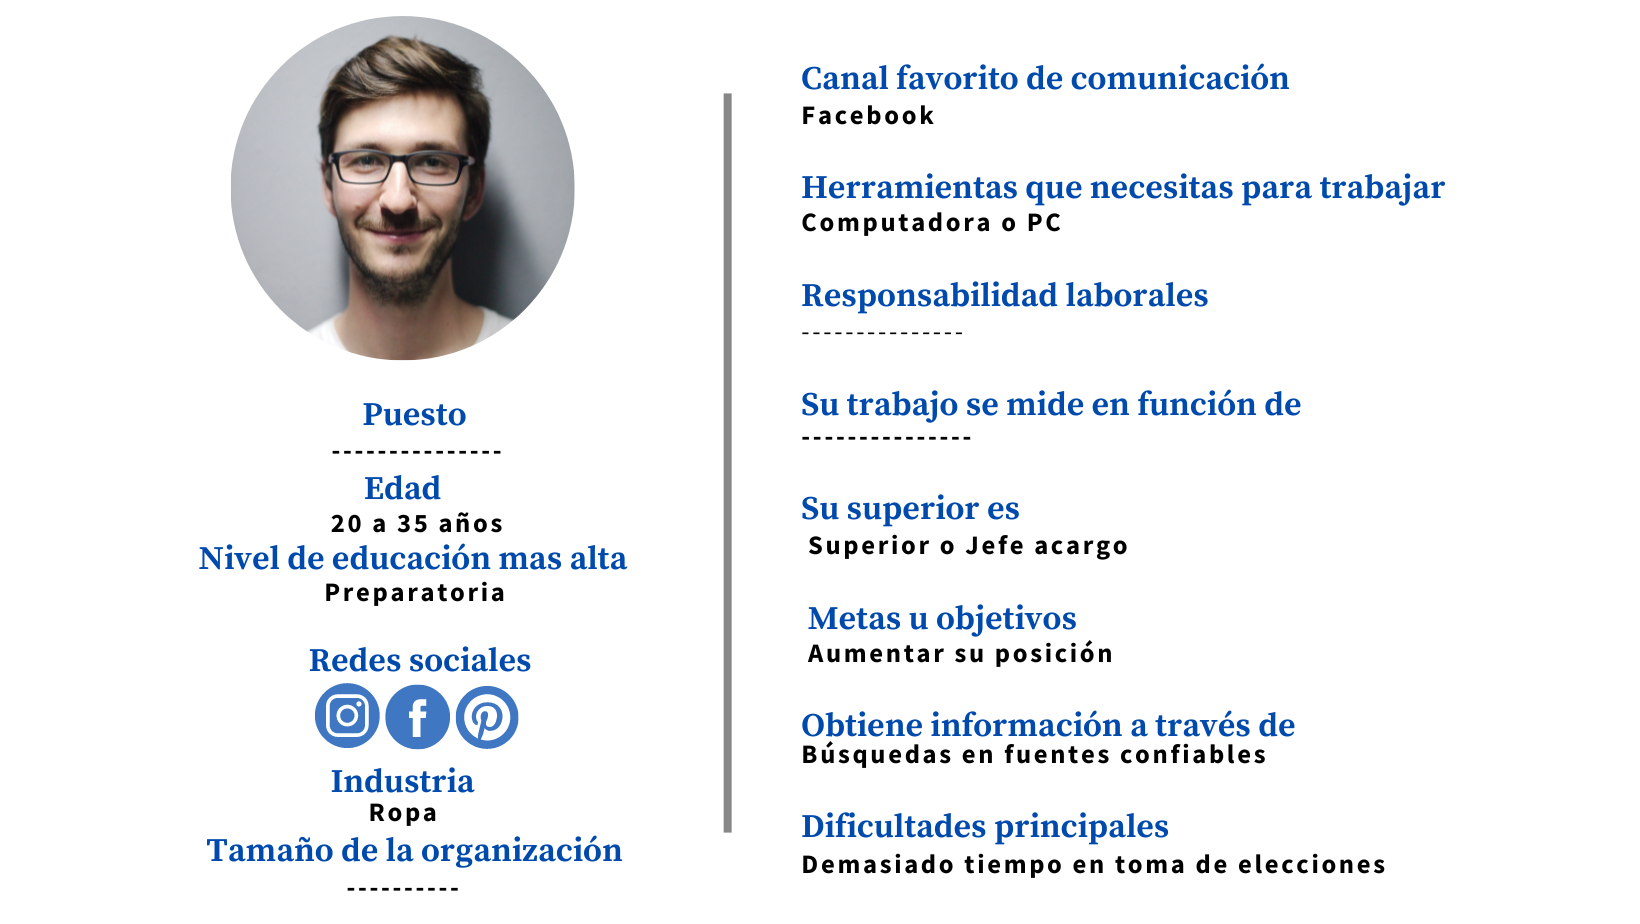 Puesto
---------------
Edad
20 a 35 años
Nivel de educación mas alta
Preparatoria
Redes sociales
Industria
Ropa
Tamaño de la organización
----------
Canal favorito de comunicación
Facebook
Herramientas que necesitas para trabajar
Computadora o PC
Responsabilidad laborales
---------------
Su trabajo se mide en función de
---------------
Su superior es
Superior o Jefe acargo
Metas u objetivos
Aumentar su posición
Obtiene información a través de
Búsquedas en fuentes confiables
Dificultades principales
Demasiado tiempo en toma de elecciones